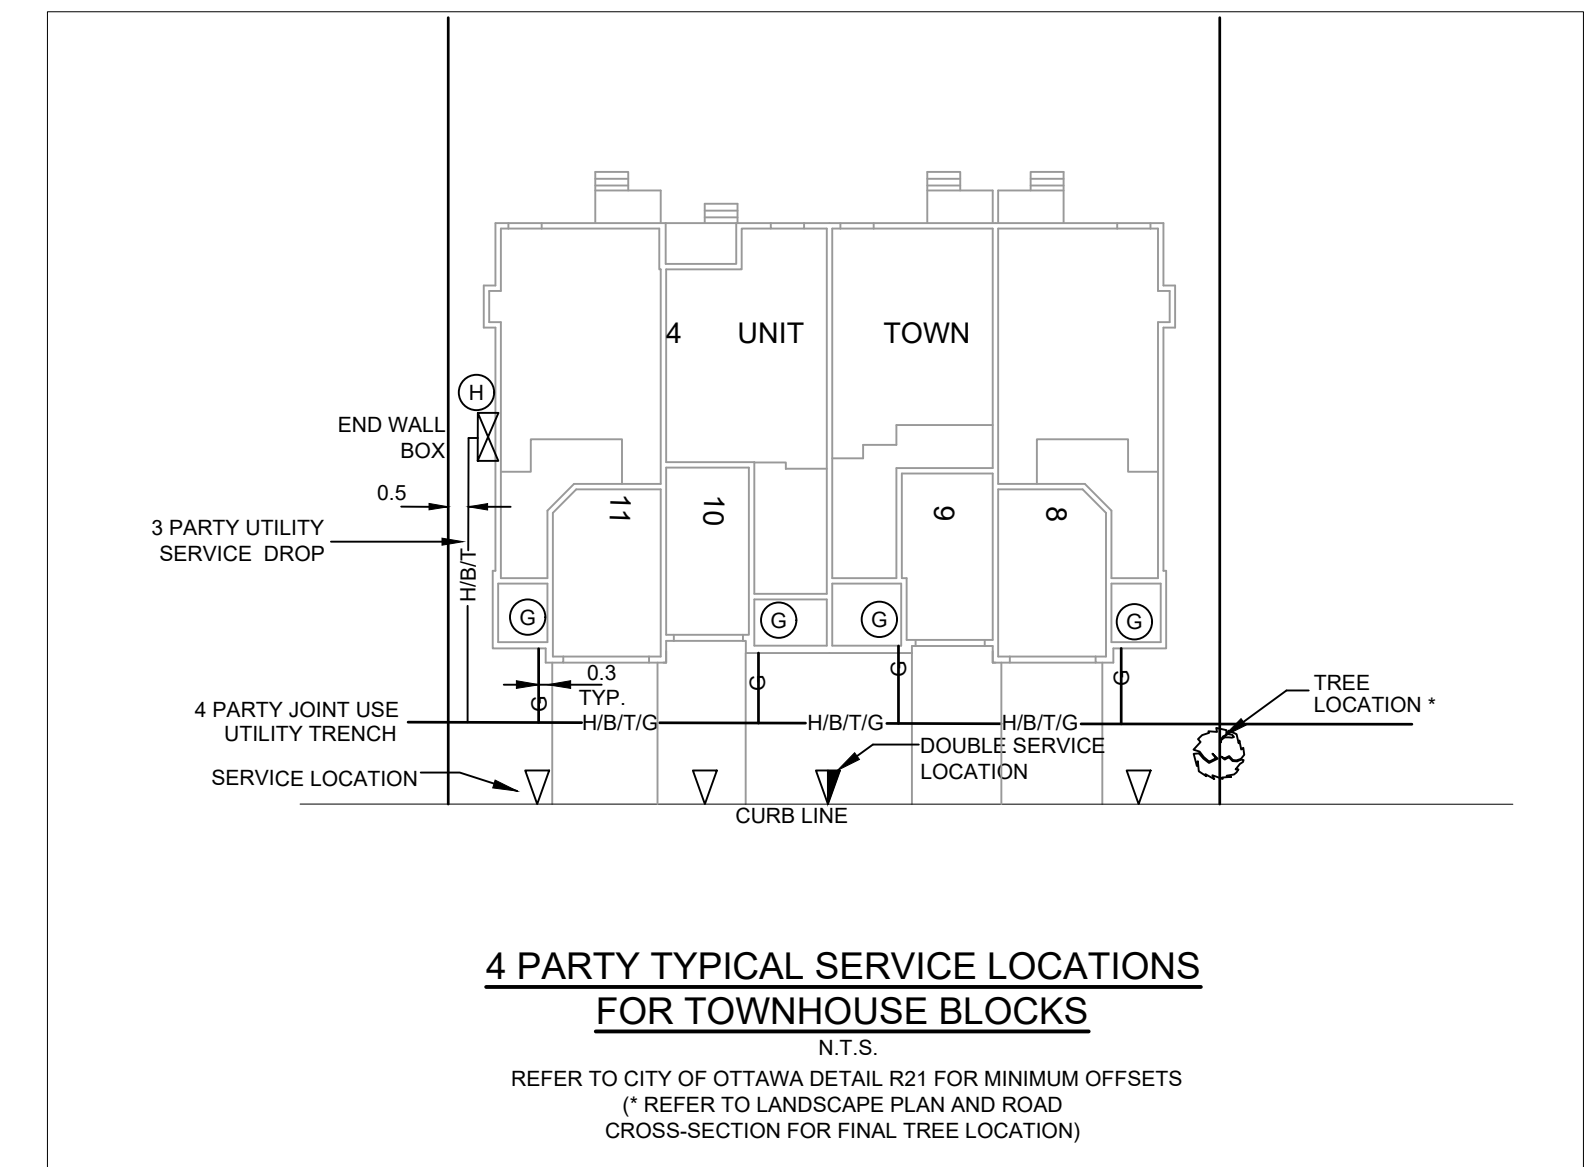 4 UNIT TOWN
H
END WALL
BOX
0.5
11
10
9
8
3 PARTY UTILITY
SERVICE DROP
H/B/T
G
G
G
G
0.3
TYP.
G
G
G
G
TREE
LOCATION *
4 PARTY JOINT USE
UTILITY TRENCH
H/B/T/G
H/B/T/G
H/B/T/G
DOUBLE SERVICE
LOCATION
SERVICE LOCATION
CURB LINE
4 PARTY TYPICAL SERVICE LOCATIONS
FOR TOWNHOUSE BLOCKS
N.T.S.
REFER TO CITY OF OTTAWA DETAIL R21 FOR MINIMUM OFFSETS
(* REFER TO LANDSCAPE PLAN AND ROAD
CROSS-SECTION FOR FINAL TREE LOCATION)